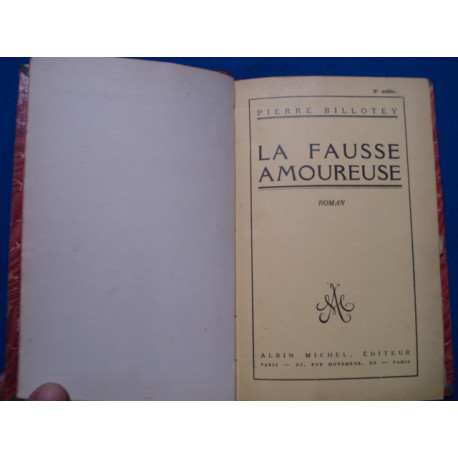 PIERRE BILLOTEY
LA FAUSSE
AMOUREUSE
ROMAN
ALBIN MICHEL, ÉDITEUR
PARIS — 22, RUE HUYGHENS, 22 — PARIS